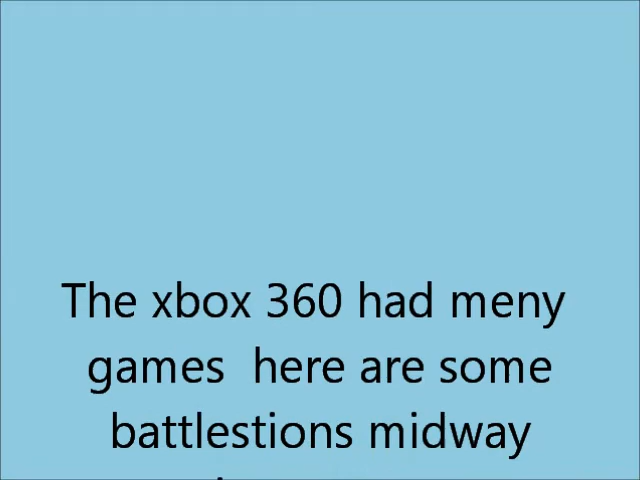 The xbox 360 had meny
games  here are some
battlestions midway